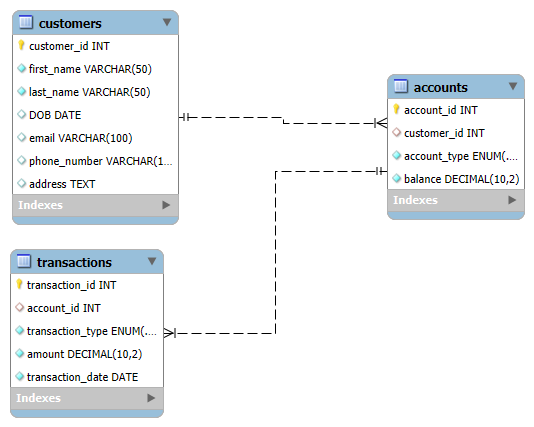 customers
customer_id INT
first_name VARCHAR(50)
last_name VARCHAR(50)
DOB DATE
email VARCHAR(100)
phone_number VARCHAR(1...
address TEXT
Indexes
accounts
account_id INT
customer_id INT
account_type ENUM(...
balance DECIMAL(10,2)
Indexes
transactions
transaction_id INT
account_id INT
transaction_type ENUM(...
amount DECIMAL(10,2)
transaction_date DATE
Indexes